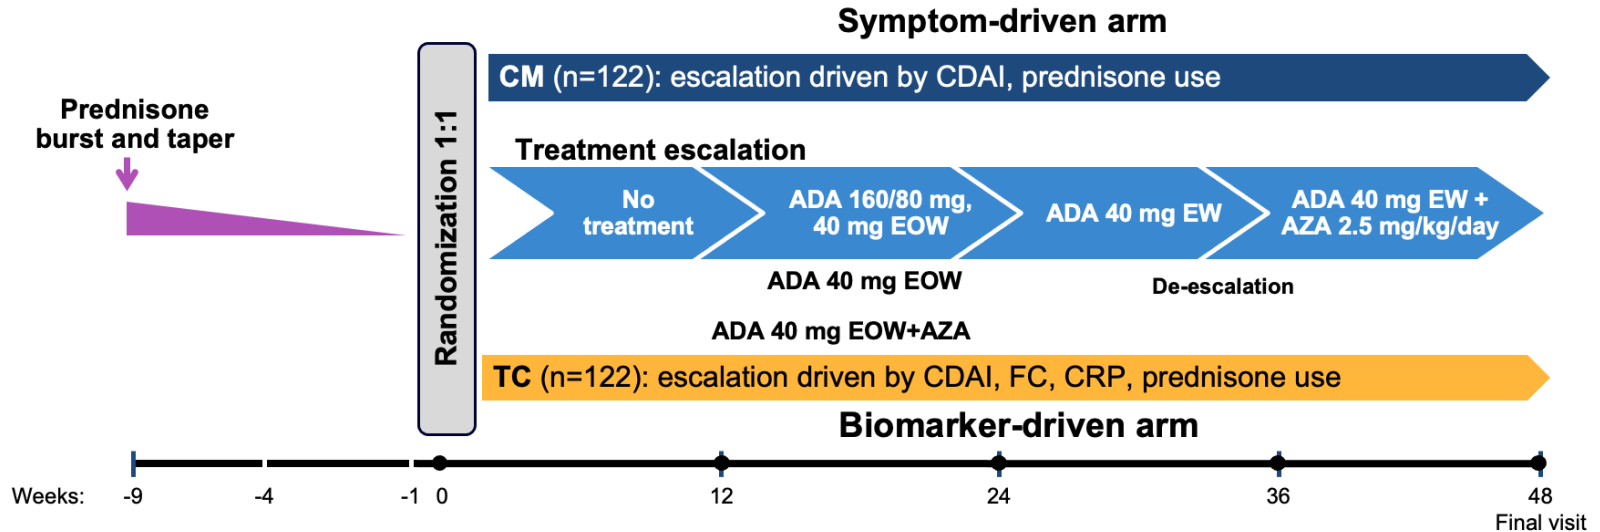 Symptom-driven arm
CM (n=122): escalation driven by CDAI, prednisone use
Prednisone
burst and taper
Randomization 1:1
Treatment escalation
No
treatment
ADA 160/80 mg,
40 mg EOW
ADA 40 mg EW
ADA 40 mg EW +
AZA 2.5 mg/kg/day
ADA 40 mg EOW
De-escalation
ADA 40 mg EOW+AZA
TC (n=122): escalation driven by CDAI, FC, CRP, prednisone use
Biomarker-driven arm
Weeks: -9 -4 -1 0 12 24 36 48
Final visit